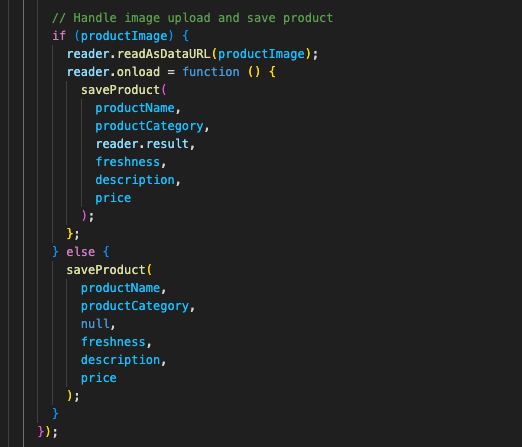 // Handle image upload and save product
if (productImage) {
reader.readAsDataURL(productImage);
reader.onload = function () {
saveProduct(
productName,
productCategory,
reader.result,
freshness,
description,
price
);
};
} else {
saveProduct(
productName,
productCategory,
null,
freshness,
description,
price
);
}
});